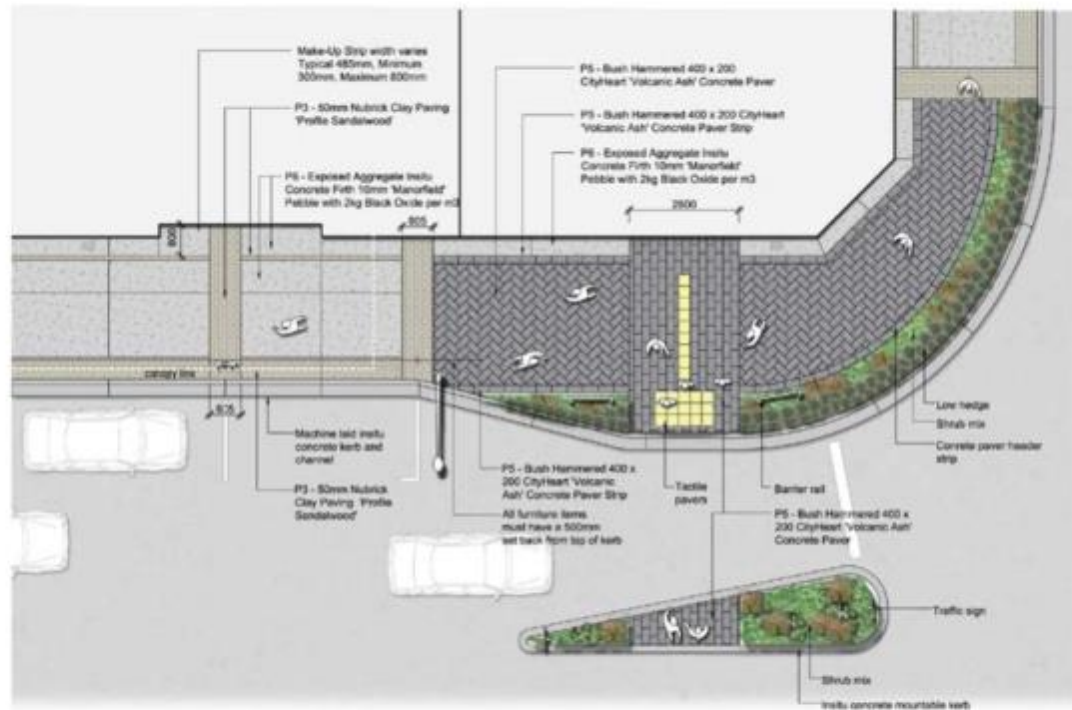 Make-Up Strip width varies
Typical 485mm, Minimum
300mm, Maximum 800mm
P3 - 50mm Nubrick Clay Paving
'Profile Sandalwood'
P6 - Exposed Aggregate Insitu
Concrete Firth 10mm 'Manorfield'
Pebble with 2kg Black Oxide per m3
P5 - Bush Hammered 400 x 200
CityHeart 'Volcanic Ash' Concrete Paver
P5 - Bush Hammered 400 x 200 CityHeart
'Volcanic Ash' Concrete Paver Strip
P6 - Exposed Aggregate Insitu
Concrete Firth 10mm 'Manorfield'
Pebble with 2kg Black Oxide per m3
605
canopy line
605
Machine laid insitu
concrete kerb and
channel
P3 - 50mm Nubrick
Clay Paving 'Profile
Sandalwood'
P5 - Bush Hammered 400 x
200 CityHeart 'Volcanic
Ash' Concrete Paver Strip
All furniture items
must have a 500mm
set back from top of kerb
Tactile
pavers
Barrier rail
P5 - Bush Hammered 400 x
200 CityHeart 'Volcanic Ash'
Concrete Paver
Low hedge
Shrub mix
Concrete paver header
strip
Traffic sign
Shrub mix
Insitu concrete mountable kerb